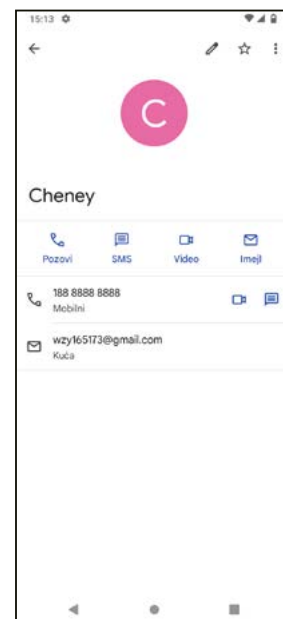 15:13
C
Cheney
Pozovi SMS Video Imejl
188 8888 8888
Mobilni
wzy165173@gmail.com
Kuća